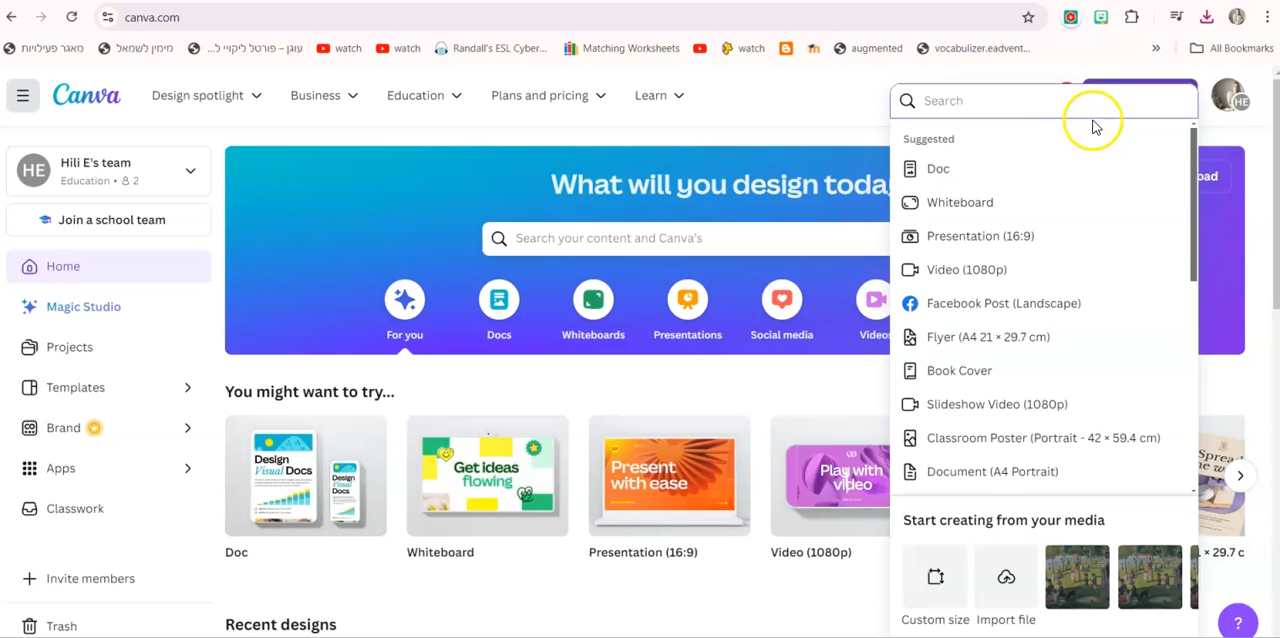 canva.com
מאגר פעילויות
מימין לשמאל
עוגן – פורטל ליקויי ל...
watch
watch
Randall's ESL Cyber...
Matching Worksheets
watch
augmented
vocabulizer.eadvent...
»
All Bookmarks
Canva
Design spotlight
Business
Education
Plans and pricing
Learn
Search
HE
HE
Hili E's team
Education • 2
Join a school team
Home
Magic Studio
Projects
Templates
Brand
Apps
Classwork
Invite members
Trash
What will you design toda
Search your content and Canva's
For you
Docs
Whiteboards
Presentations
Social media
Videos
You might want to try...
Design
Visual Docs
Get ideas
flowing
Present
with ease
Play with
video
Doc
Whiteboard
Presentation (16:9)
Video (1080p)
× 29.7 c
Recent designs
Suggested
Doc
Whiteboard
Presentation (16:9)
Video (1080p)
Facebook Post (Landscape)
Flyer (A4 21 × 29.7 cm)
Book Cover
Slideshow Video (1080p)
Classroom Poster (Portrait - 42 × 59.4 cm)
Document (A4 Portrait)
Start creating from your media
Custom size
Import file
?